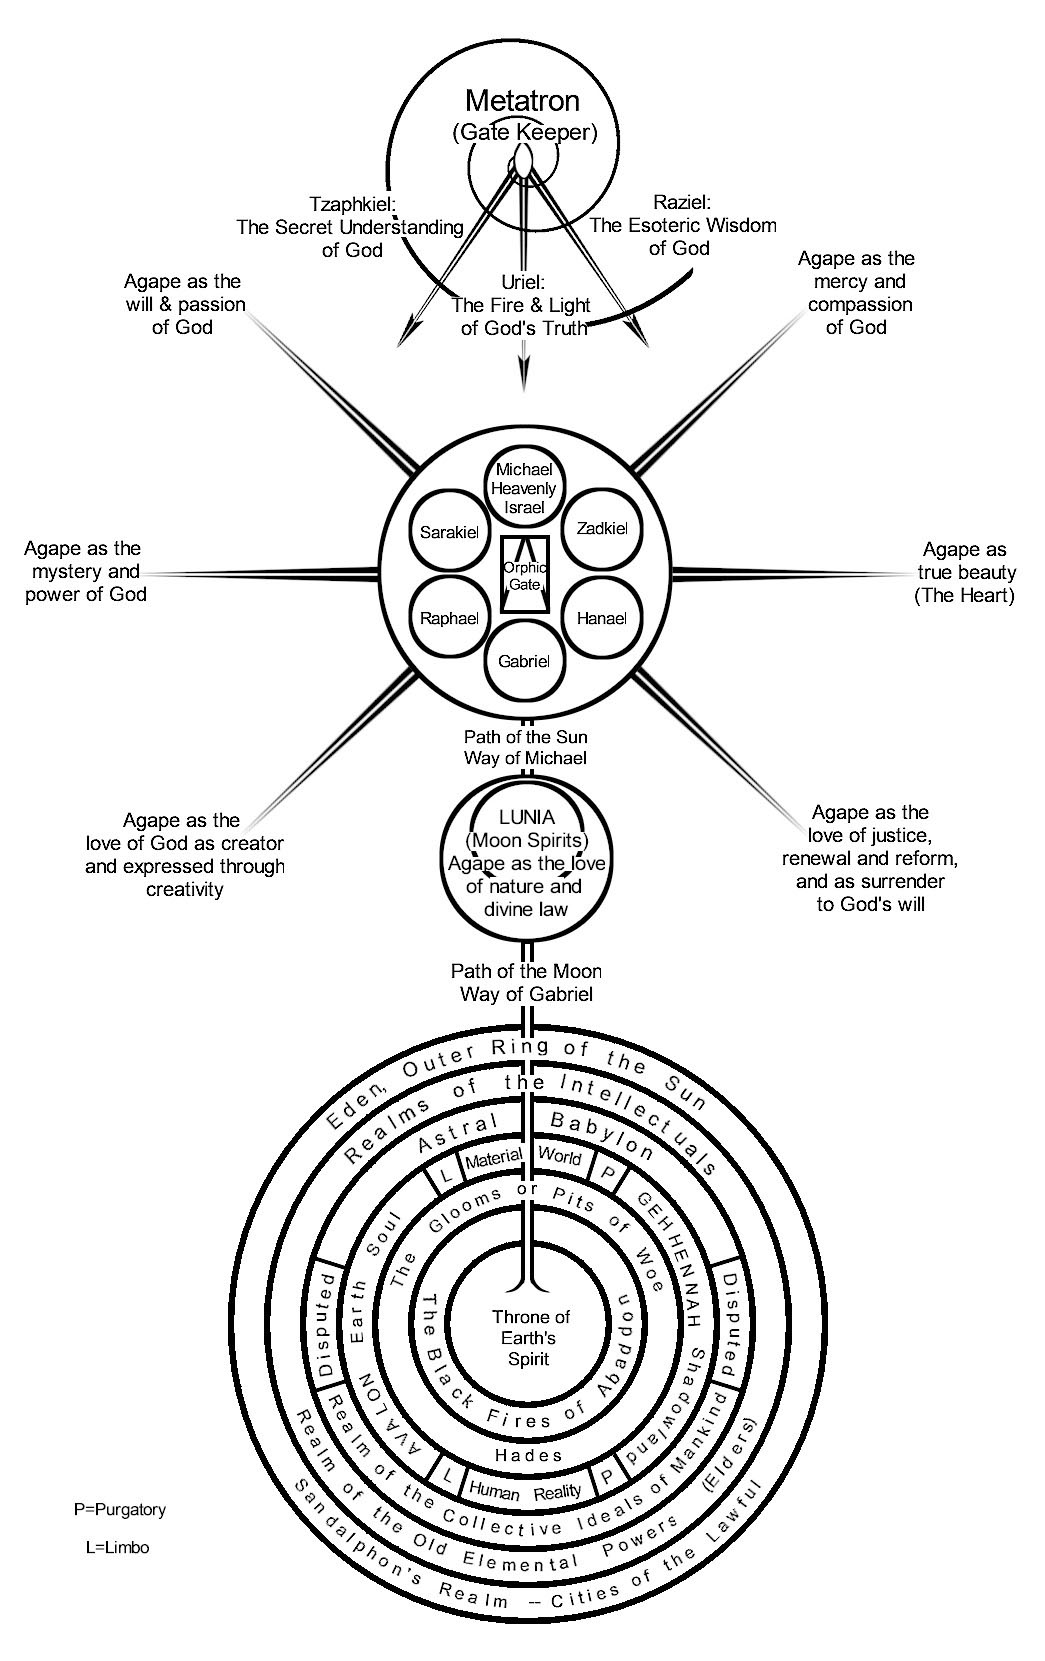 Metatron
(Gate Keeper)
Tzaphkiel:
The Secret Understanding
of God
Raziel:
The Esoteric Wisdom
of God
Uriel:
The Fire & Light
of God's Truth
Agape as the
will & passion
of God
Agape as the
mercy and
compassion
of God
Michael
Heavenly
Israel
Sarakiel
Zadkiel
Orphic
Gate
Raphael
Hanael
Gabriel
Agape as the
mystery and
power of God
Agape as
true beauty
(The Heart)
Path of the Sun
Way of Michael
LUNIA
(Moon Spirits)
Agape as the love
of nature and
divine law
Agape as the
love of God as creator
and expressed through
creativity
Agape as the
love of justice,
renewal and reform,
and as surrender
to God's will
Path of the Moon
Way of Gabriel
Eden, Outer Ring of the Sun
Realms of the Intellectuals
Astral Babylon
L
Material World
P
The Glooms or Pits of Woe
GEHHENNAH Shadowland
AVALON Earth Soul
Disputed
Disputed
Throne of
Earth's
Spirit
The Black Fires of Abaddon
Hades
L
Human Reality
P
Realm of the Collective Ideals of Mankind
Realm of the Old Elemental Powers (Elders)
Sandalphon's Realm -- Cities of the Lawful
P=Purgatory
L=Limbo